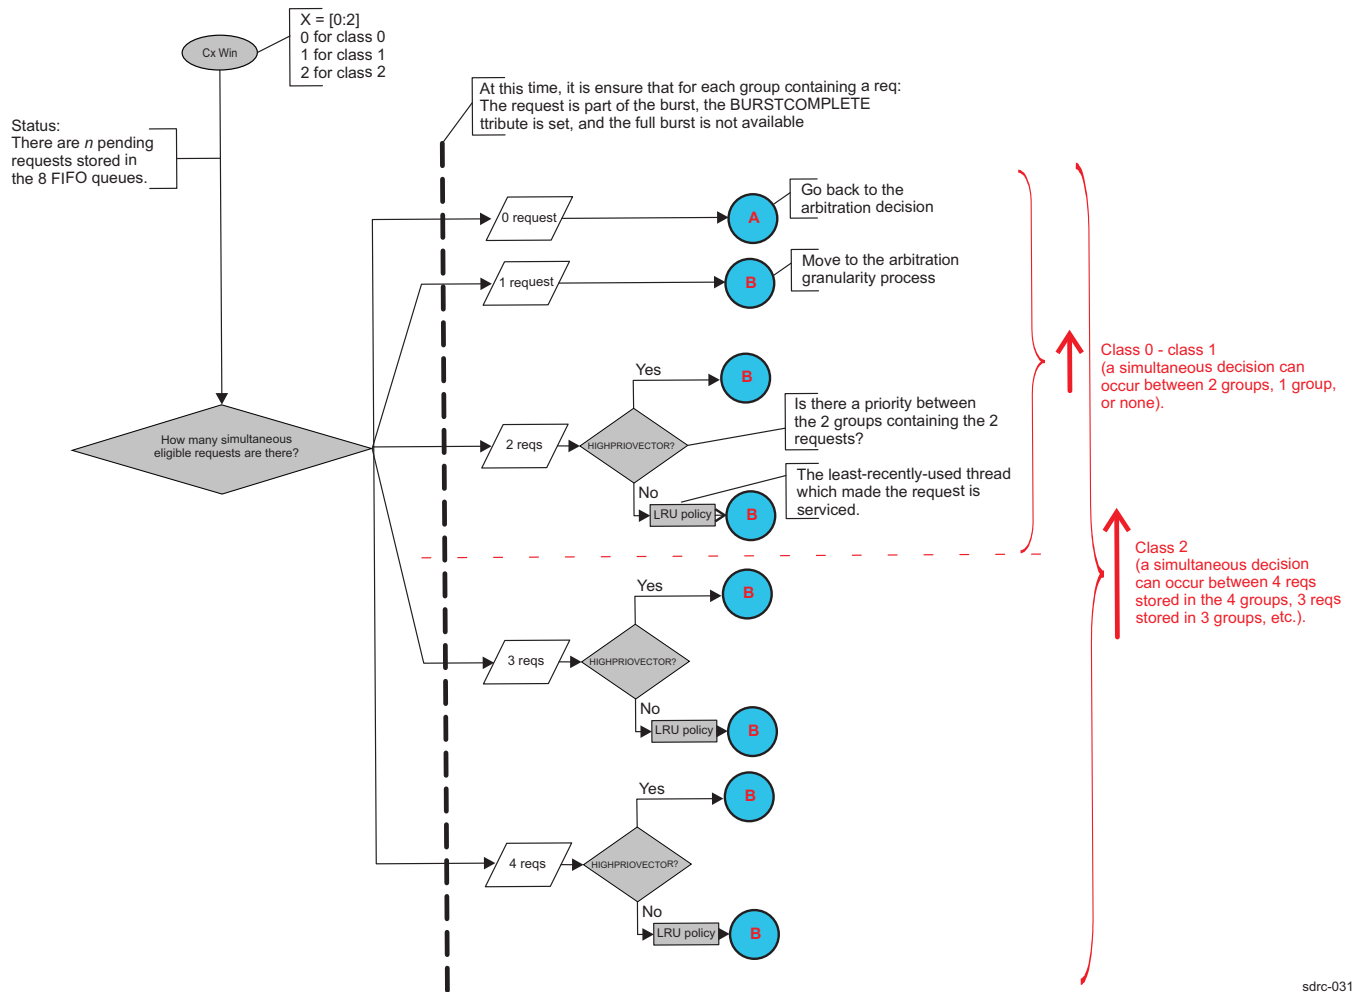 X = [0:2]
0 for class 0
1 for class 1
2 for class 2
Cx Win
At this time, it is ensure that for each group containing a req:
The request is part of the burst, the BURSTCOMPLETE
ttribute is set, and the full burst is not available
Status:
There are n pending
requests stored in
the 8 FIFO queues.
0 request
A
Go back to the
arbitration decision
1 request
B
Move to the arbitration
granularity process
Yes
B
Class 0 - class 1
(a simultaneous decision can
occur between 2 groups, 1 group,
or none).
How many simultaneous
eligible requests are there?
2 reqs
HIGHPRIOVECTOR?
Is there a priority between
the 2 groups containing the 2
requests?
No
LRU policy
B
The least-recently-used thread
which made the request is
serviced.
Class 2
(a simultaneous decision
can occur between 4 reqs
stored in the 4 groups, 3 reqs
stored in 3 groups, etc.).
Yes
B
3 reqs
HIGHPRIOVECTOR?
No
LRU policy
B
Yes
B
4 reqs
HIGHPRIOVECTOR?
No
LRU policy
B
sdrc-031